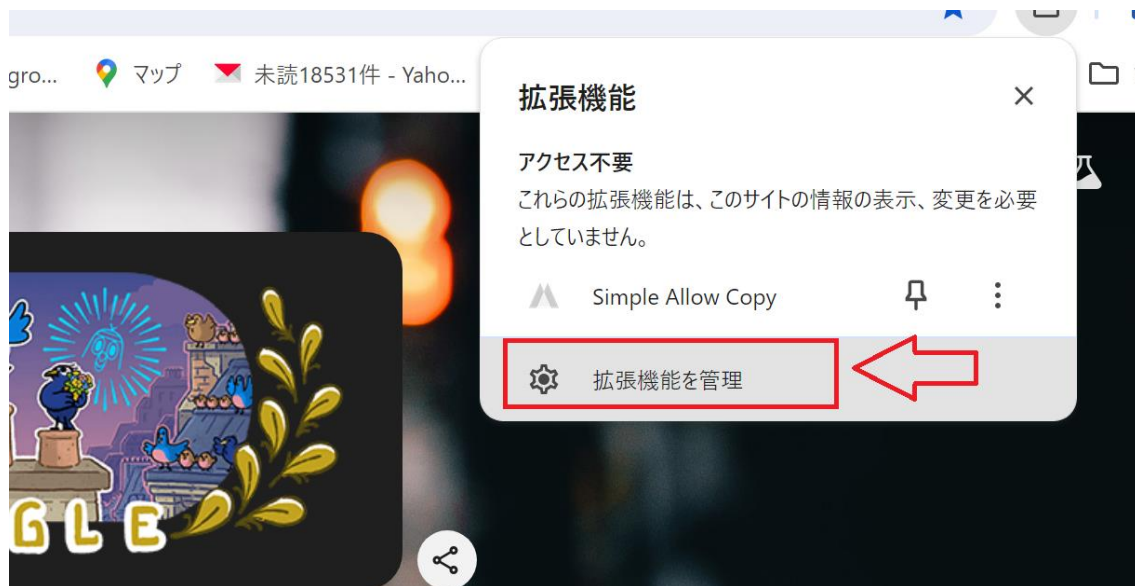 gro...
マップ
未読18531件 - Yaho...
拡張機能
アクセス不要
これらの拡張機能は、このサイトの情報の表示、変更を必要
としていません。
Simple Allow Copy
拡張機能を管理
GLE